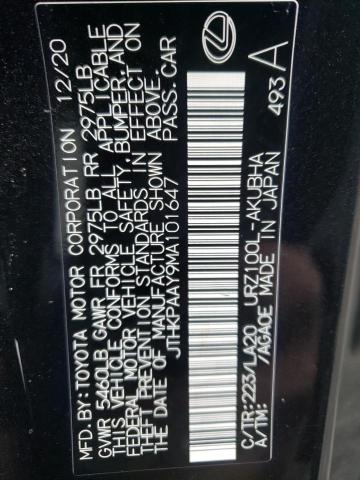 MFD.BY:TOYOTA MOTOR CORPORATION 12/20
GVWR 5460LB GAWR FR 2975LB RR 2975LB
THIS VEHICLE CONFORMS TO ALL APPLICABLE
FEDERAL MOTOR VEHICLE SAFETY, BUMPER, AND
THEFT PREVENTION STANDARDS IN EFFECT ON
THE DATE OF MANUFACTURE SHOWN ABOVE.
JTHKPAAY9MA101647 PASS.CAR
C/TR:223/LA20 URZ100L-AKUBHA
A/TM: /AGA0E MADE IN JAPAN
493 A